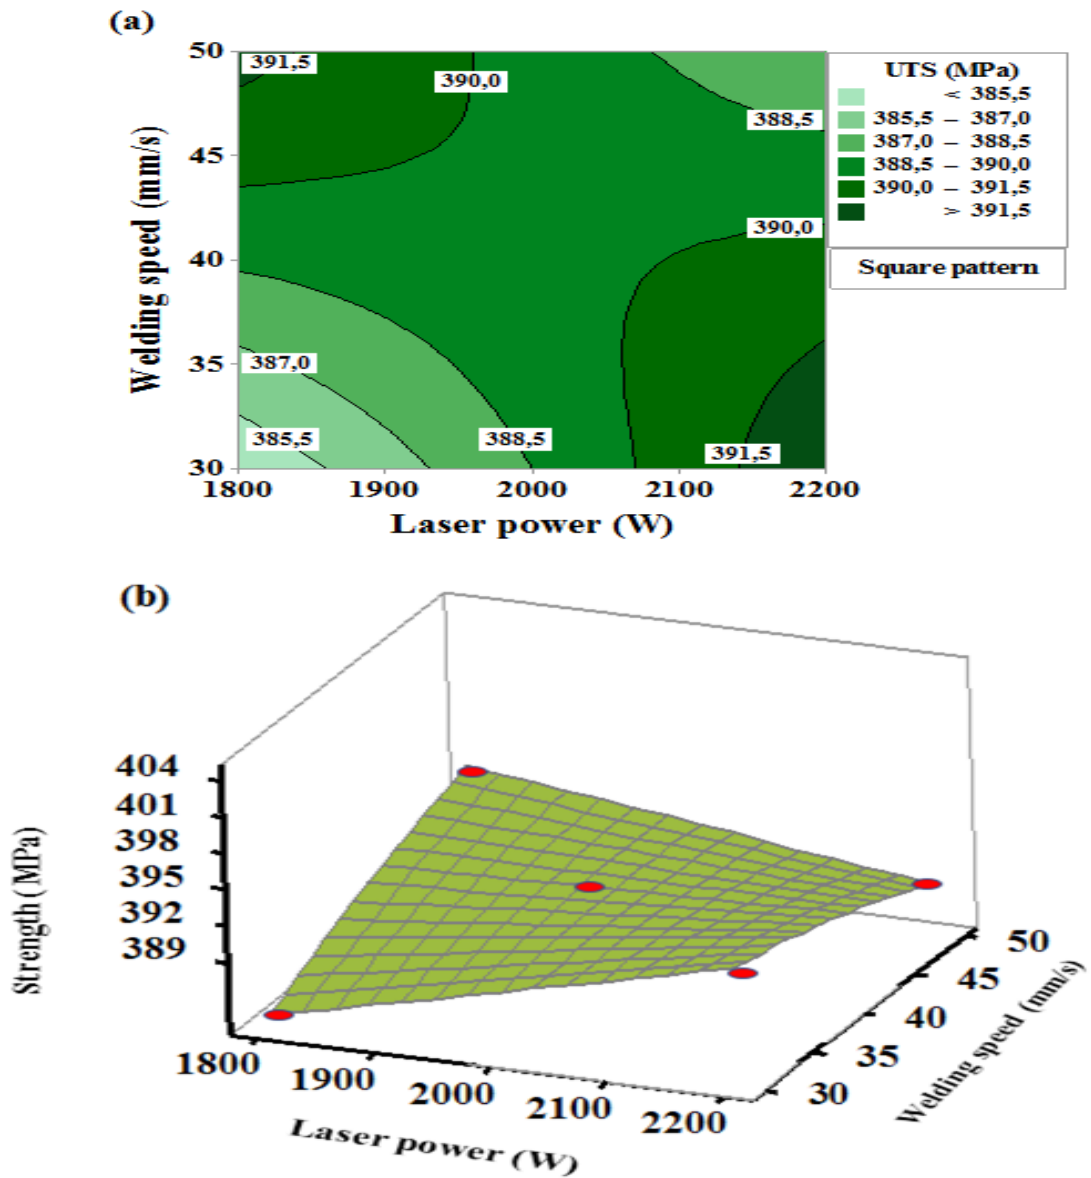 (a)
50
45
40
35
30
Welding speed (mm/s)
391,5
390,0
388,5
390,0
387,0
385,5
388,5
391,5
1800 1900 2000 2100 2200
Laser power (W)
UTS (MPa)
< 385,5
385,5 – 387,0
387,0 – 388,5
388,5 – 390,0
390,0 – 391,5
> 391,5
Square pattern
(b)
404
401
398
395
392
389
Strength (MPa)
1800 1900 2000 2100 2200
Laser power (W)
50
45
40
35
30
Welding speed (mm/s)